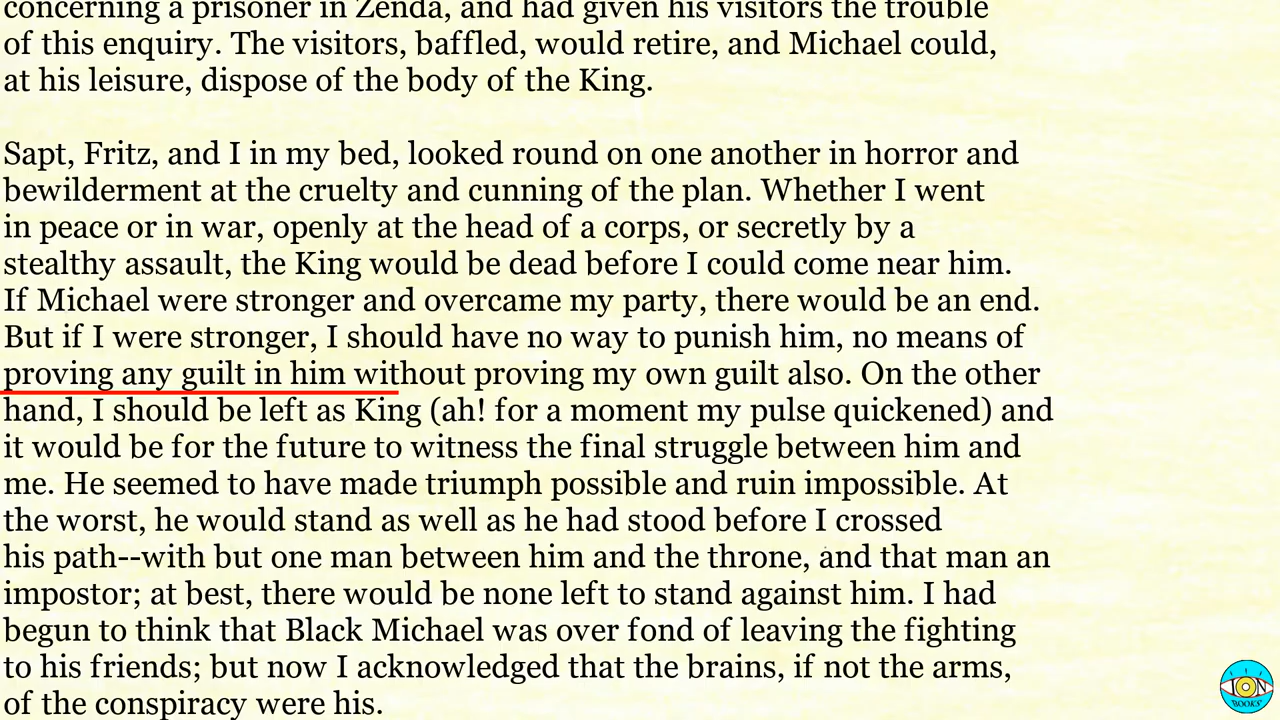 concerning a prisoner in Zenda, and had given his visitors the trouble
of this enquiry. The visitors, baffled, would retire, and Michael could,
at his leisure, dispose of the body of the King.
Sapt, Fritz, and I in my bed, looked round on one another in horror and
bewilderment at the cruelty and cunning of the plan. Whether I went
in peace or in war, openly at the head of a corps, or secretly by a
stealthy assault, the King would be dead before I could come near him.
If Michael were stronger and overcame my party, there would be an end.
But if I were stronger, I should have no way to punish him, no means of
proving any guilt in him without proving my own guilt also. On the other
hand, I should be left as King (ah! for a moment my pulse quickened) and
it would be for the future to witness the final struggle between him and
me. He seemed to have made triumph possible and ruin impossible. At
the worst, he would stand as well as he had stood before I crossed
his path--with but one man between him and the throne, and that man an
impostor; at best, there would be none left to stand against him. I had
begun to think that Black Michael was over fond of leaving the fighting
to his friends; but now I acknowledged that the brains, if not the arms,
of the conspiracy were his.
ION
BOOKS